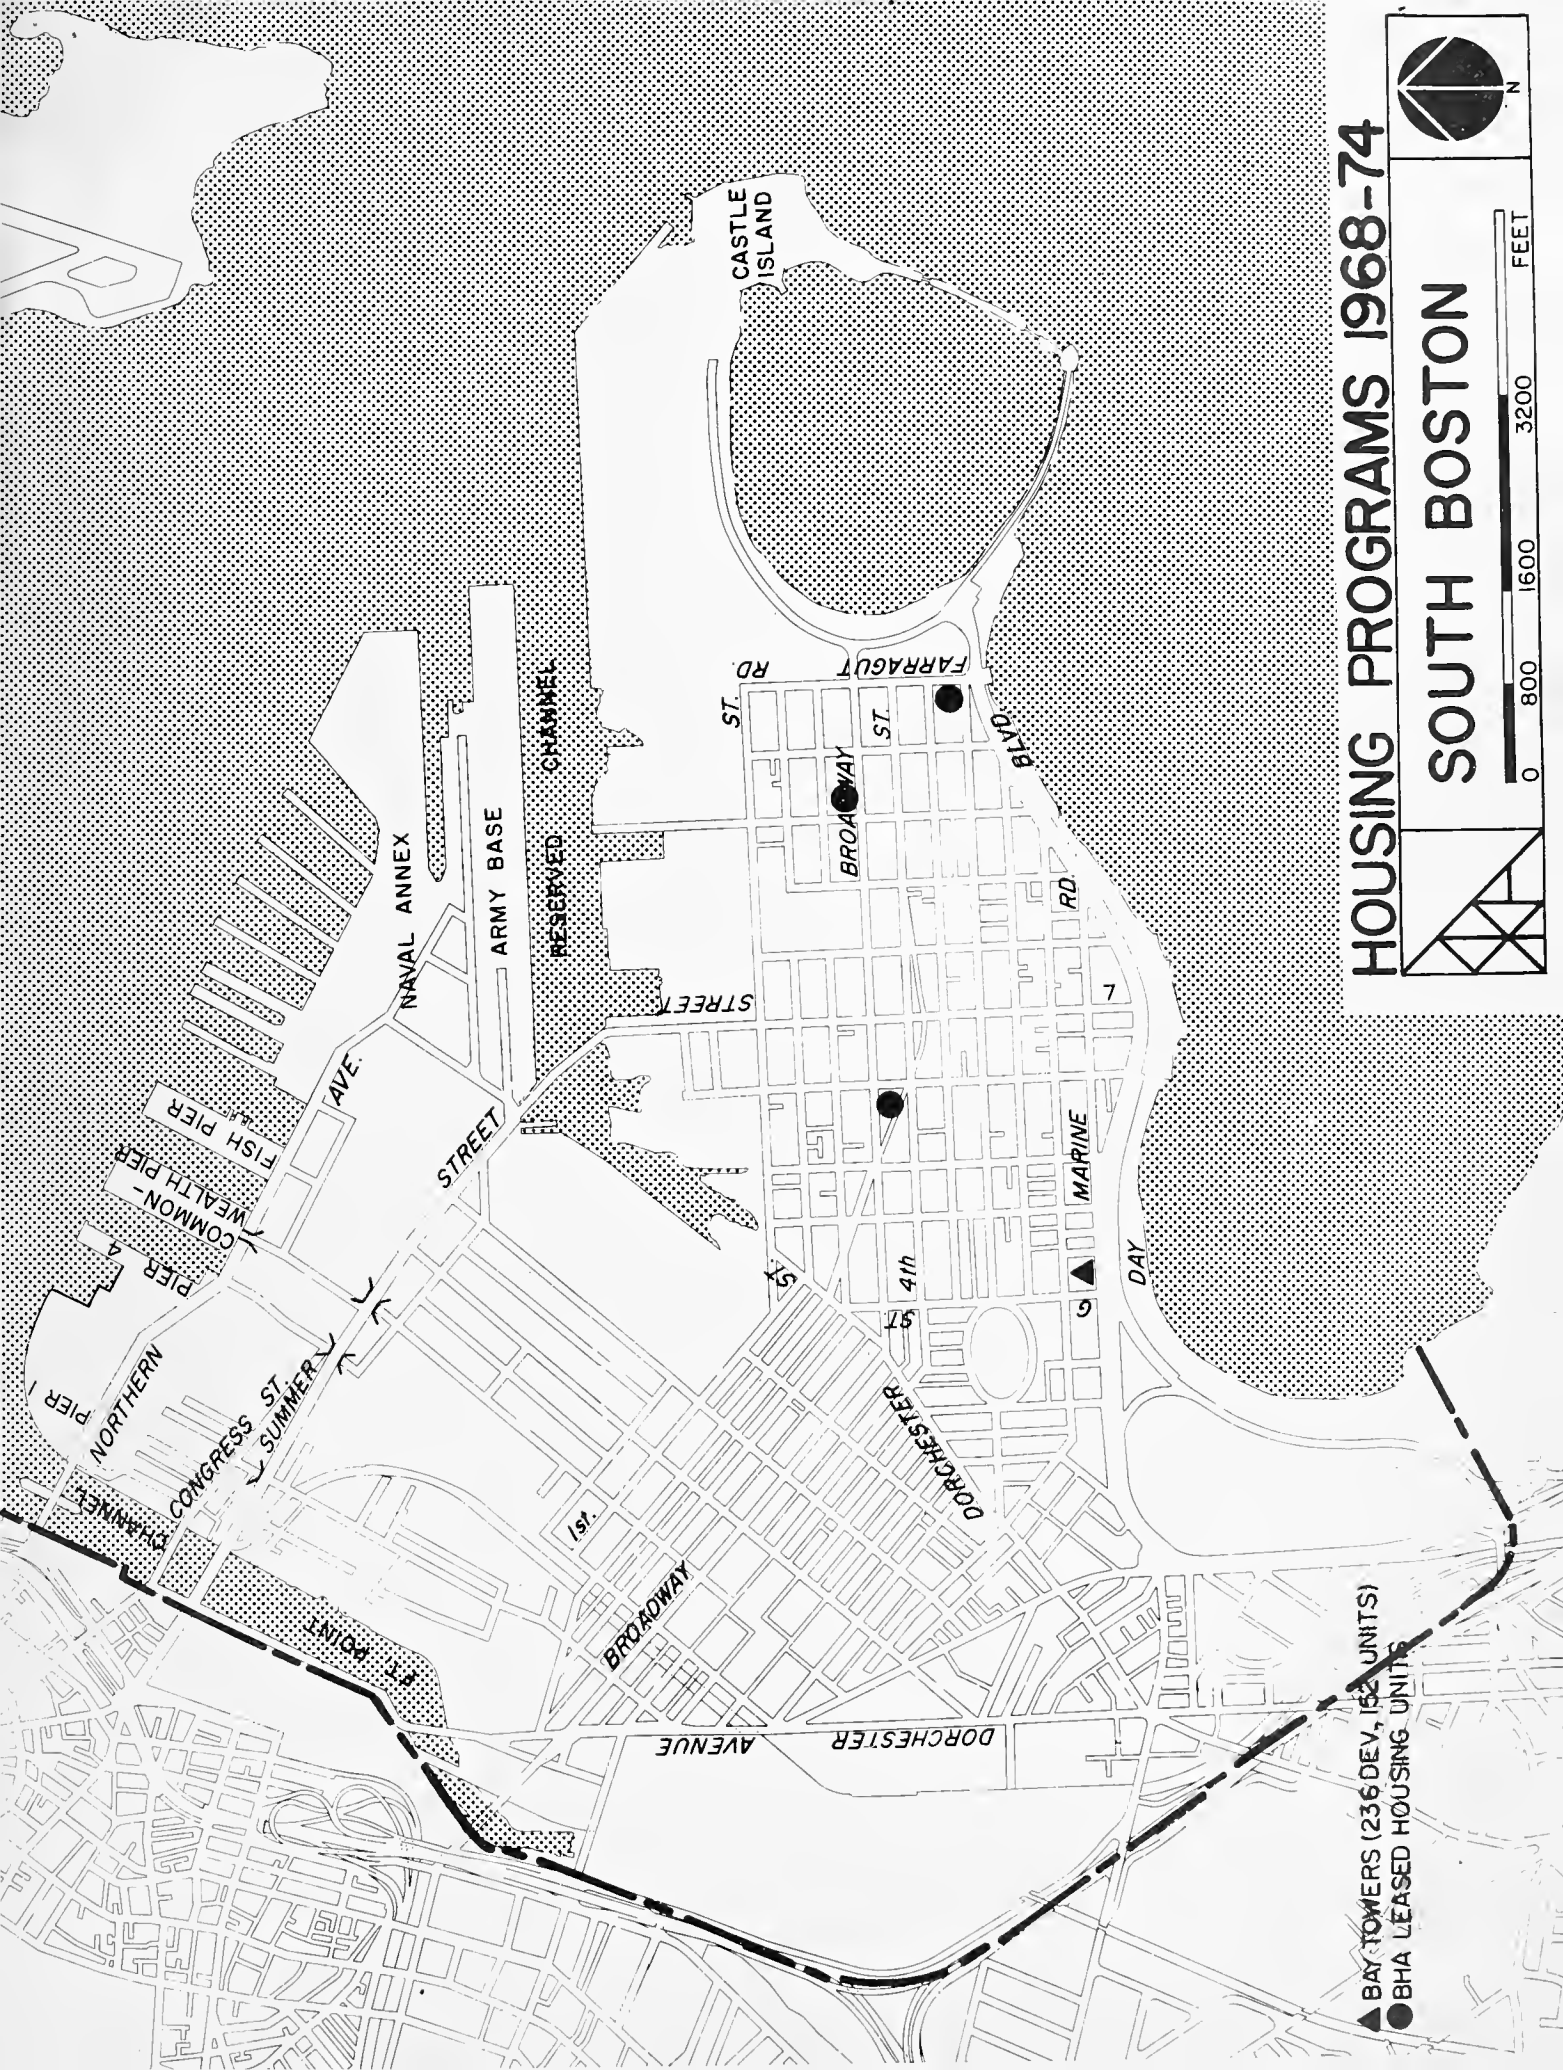 HOUSING PROGRAMS 1968-74
SOUTH BOSTON
0 800 1600 3200
FEET
N
▲ BAY TOWERS (236 DEV., 152 UNITS)
● BHA LEASED HOUSING UNITS
CASTLE
ISLAND
NAVAL ANNEX
ARMY BASE
RESERVED CHANNEL
FISH PIER
COMMON-
WEALTH PIER
PIER 4
PIER 1
NORTHERN
AVE.
CONGRESS ST.
SUMMER
STREET
STREET
FT. POINT
CHANNEL
1st.
ST.
ST.
BROADWAY
BROADWAY
4th
ST.
FARRAGUT
RD.
DORCHESTER
ST
DORCHESTER
AVENUE
G
MARINE
RD.
DAY
BLVD.
7